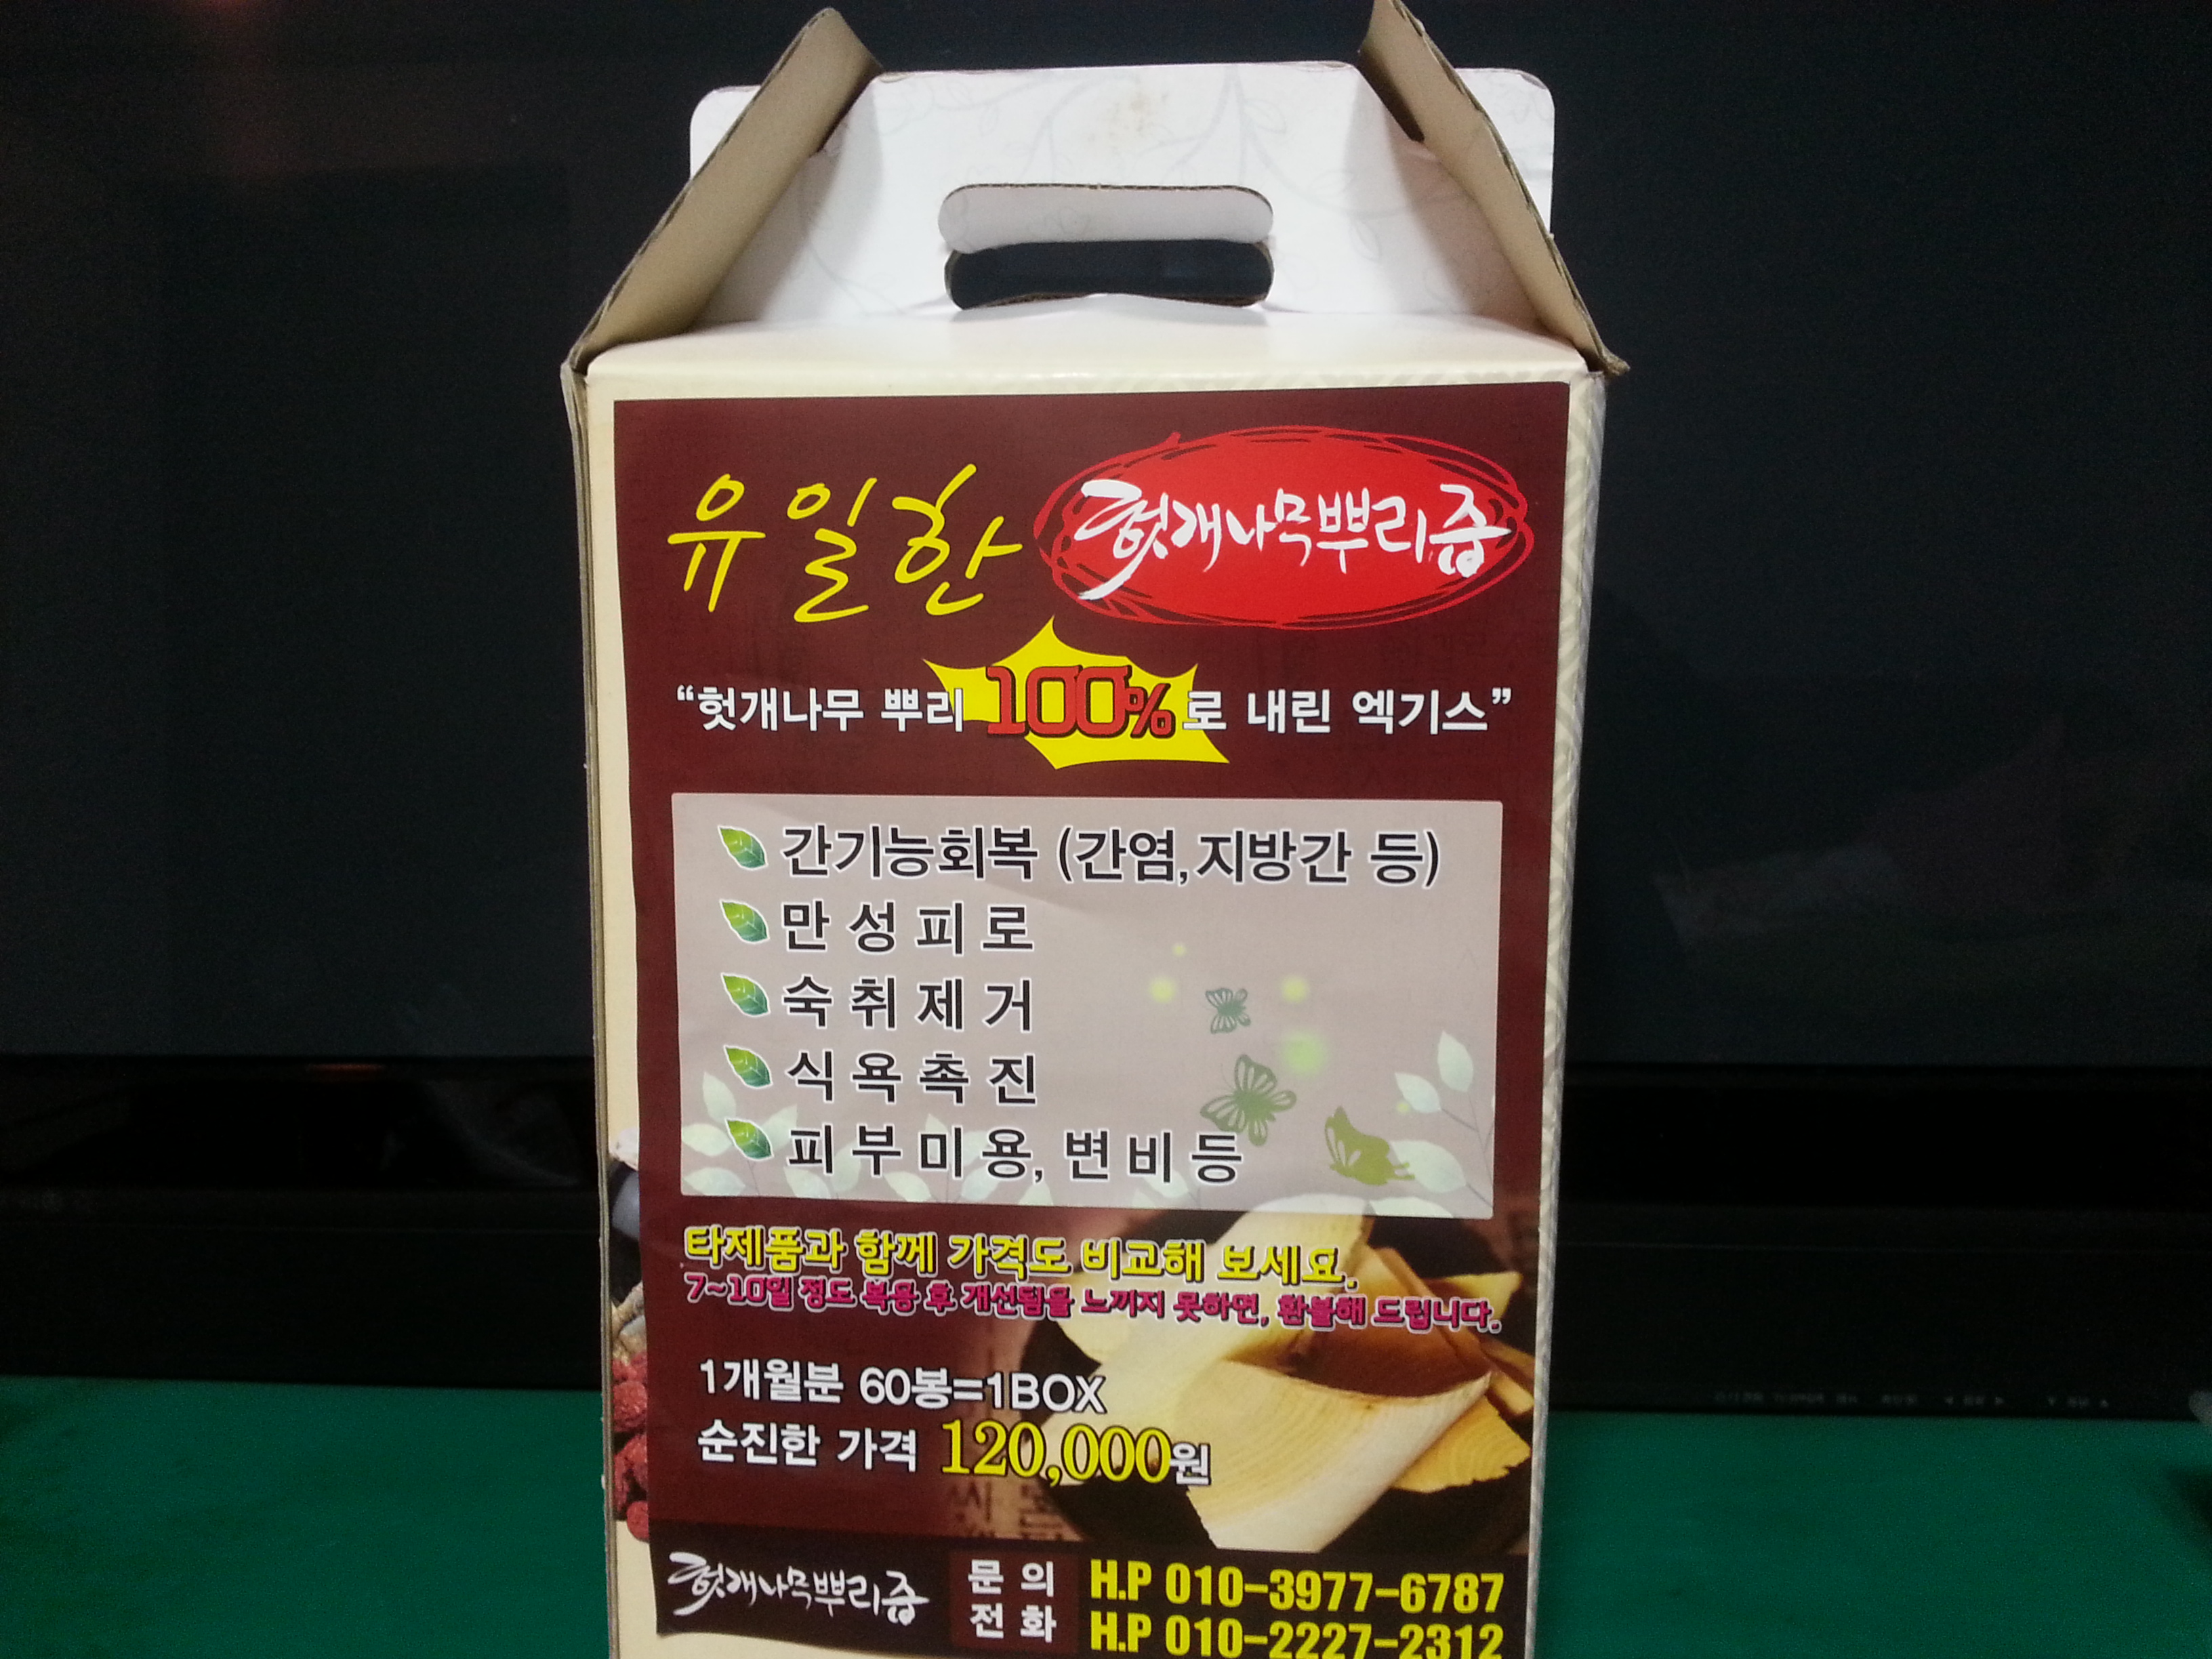 유일한 헛개나무뿌리즙
“헛개나무 뿌리 100%로 내린 엑기스”
간기능회복 (간염,지방간 등)
만성피로
숙취제거
식욕촉진
피부미용, 변비등
타제품과 함께 가격도 비교해 보세요.
7~10일 정도 복용 후 개선됨을 느끼지 못하면, 환불해 드립니다.
1개월분 60봉=1BOX
순진한 가격 120,000원
헛개나무뿌리즙
문의
전화
H.P 010-3977-6787
H.P 010-2227-2312